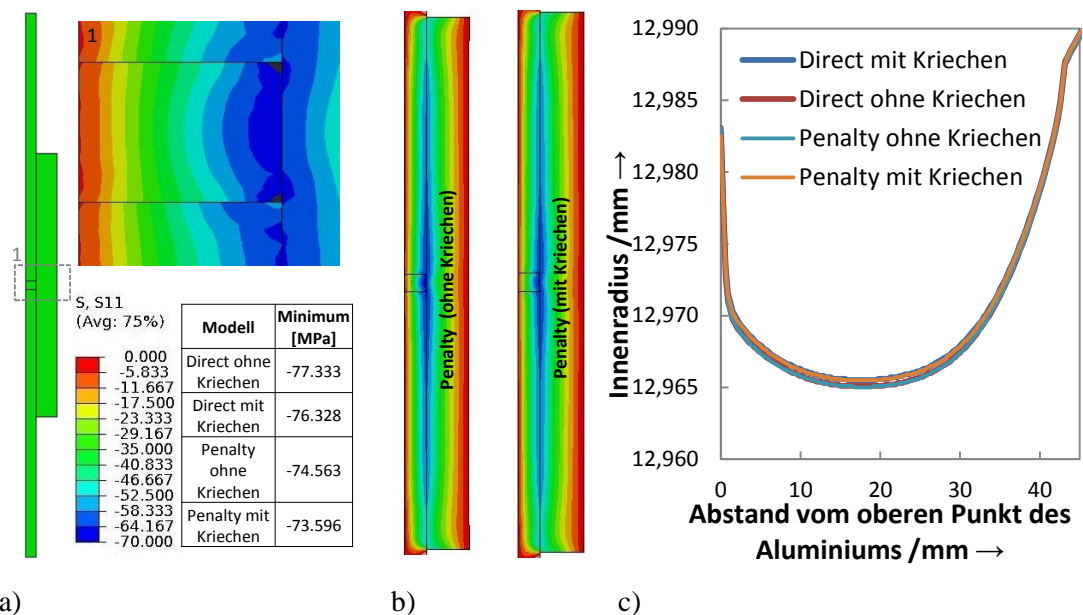 1
1
S, S11
(Avg: 75%)
0.000
-5.833
-11.667
-17.500
-23.333
-29.167
-35.000
-40.833
-46.667
-52.500
-58.333
-64.167
-70.000
Modell Minimum
[MPa]
Direct ohne
Kriechen -77.333
Direct mit
Kriechen -76.328
Penalty
ohne
Kriechen -74.563
Penalty mit
Kriechen -73.596
a)
Penalty (ohne Kriechen)
Penalty (mit Kriechen)
b)
Innenradius /mm →
12,990
12,985
12,980
12,975
12,970
12,965
12,960
Direct mit Kriechen
Direct ohne Kriechen
Penalty ohne Kriechen
Penalty mit Kriechen
0 10 20 30 40
Abstand vom oberen Punkt des
Aluminiums /mm →
c)